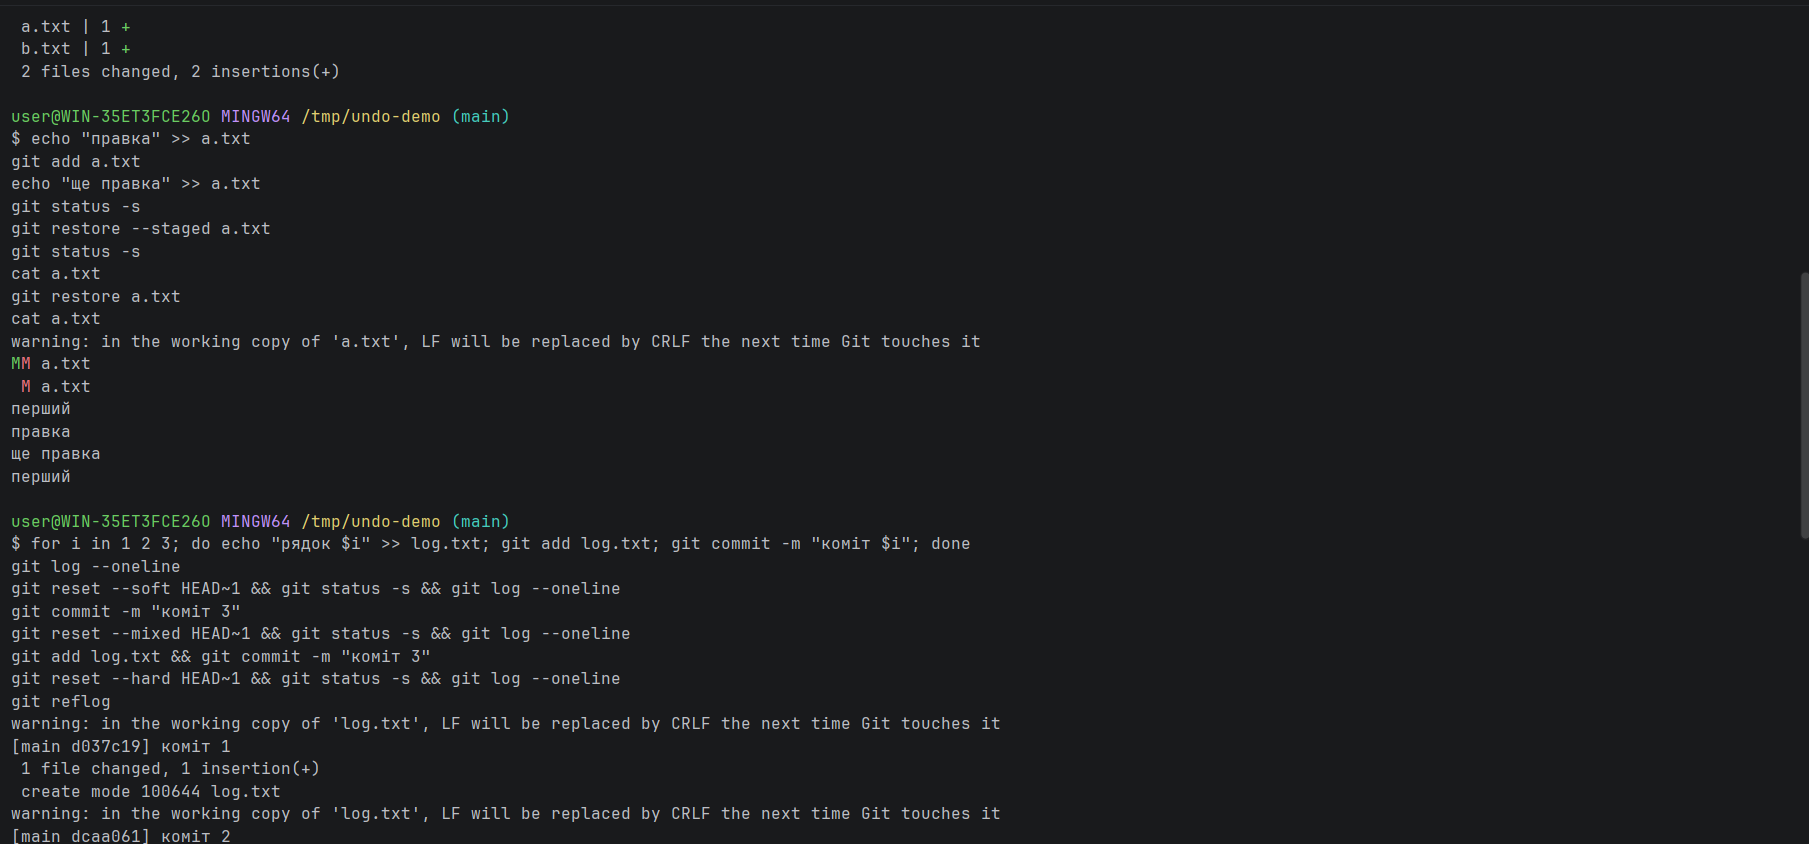 a.txt | 1 +
b.txt | 1 +
2 files changed, 2 insertions(+)
user@WIN-35ET3FCE26O MINGW64 /tmp/undo-demo (main)
$ echo "правка" >> a.txt
git add a.txt
echo "ще правка" >> a.txt
git status -s
git restore --staged a.txt
git status -s
cat a.txt
git restore a.txt
cat a.txt
warning: in the working copy of 'a.txt', LF will be replaced by CRLF the next time Git touches it
MM a.txt
 M a.txt
перший
правка
ще правка
перший
user@WIN-35ET3FCE26O MINGW64 /tmp/undo-demo (main)
$ for i in 1 2 3; do echo "рядок $i" >> log.txt; git add log.txt; git commit -m "коміт $i"; done
git log --oneline
git reset --soft HEAD~1 && git status -s && git log --oneline
git commit -m "коміт 3"
git reset --mixed HEAD~1 && git status -s && git log --oneline
git add log.txt && git commit -m "коміт 3"
git reset --hard HEAD~1 && git status -s && git log --oneline
git reflog
warning: in the working copy of 'log.txt', LF will be replaced by CRLF the next time Git touches it
[main d037c19] коміт 1
 1 file changed, 1 insertion(+)
 create mode 100644 log.txt
warning: in the working copy of 'log.txt', LF will be replaced by CRLF the next time Git touches it
[main dcaa061] коміт 2